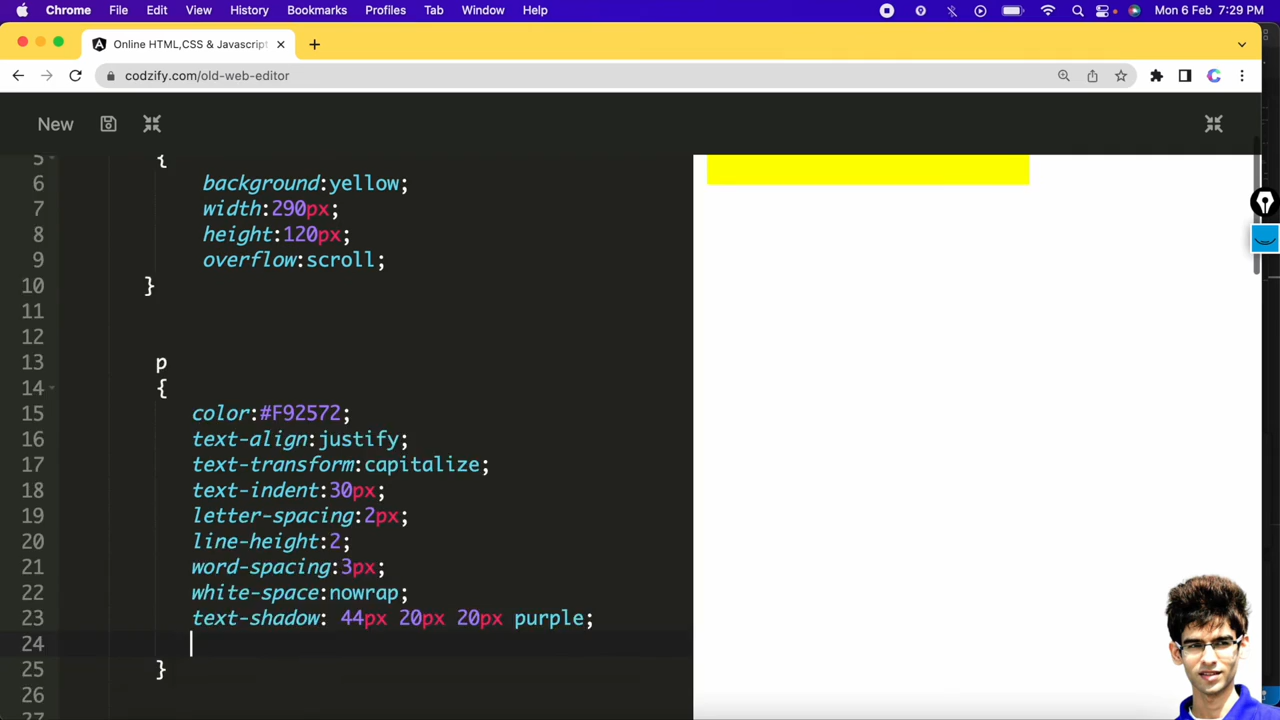 Chrome File Edit View History Bookmarks Profiles Tab Window Help Mon 6 Feb 7:29 PM
Online HTML,CSS & Javascript
codzify.com/old-web-editor
New
5 {
6 background:yellow;
7 width:290px;
8 height:120px;
9 overflow:scroll;
10 }
11
12
13 p
14 {
15 color:#F92572;
16 text-align:justify;
17 text-transform:capitalize;
18 text-indent:30px;
19 letter-spacing:2px;
20 line-height:2;
21 word-spacing:3px;
22 white-space:nowrap;
23 text-shadow: 44px 20px 20px purple;
24
25 }
26
27